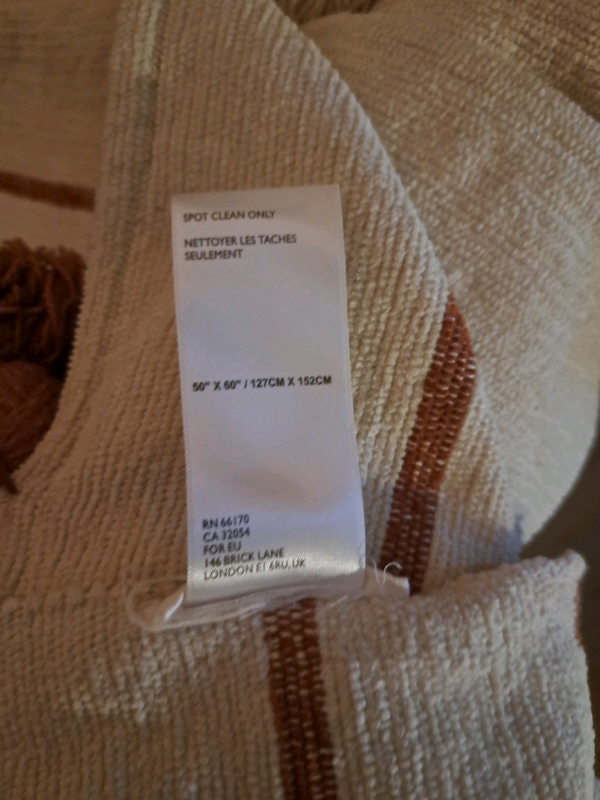 SPOT CLEAN ONLY
NETTOYER LES TACHES
SEULEMENT
50" X 60" / 127CM X 152CM
RN 66170
CA 32054
FOR EU
146 BRICK LANE
LONDON E1 6RU, UK